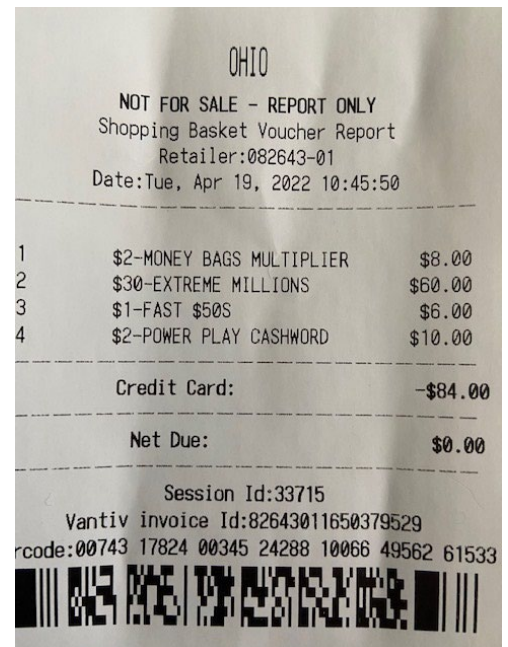 OHIO
NOT FOR SALE - REPORT ONLY
Shopping Basket Voucher Report
Retailer:082643-01
Date:Tue, Apr 19, 2022 10:45:50
1 $2-MONEY BAGS MULTIPLIER $8.00
2 $30-EXTREME MILLIONS $60.00
3 $1-FAST $50S $6.00
4 $2-POWER PLAY CASHWORD $10.00
Credit Card: -$84.00
Net Due: $0.00
Session Id:33715
Vantiv invoice Id:82643011650379529
rcode:00743 17824 00345 24288 10066 49562 61533